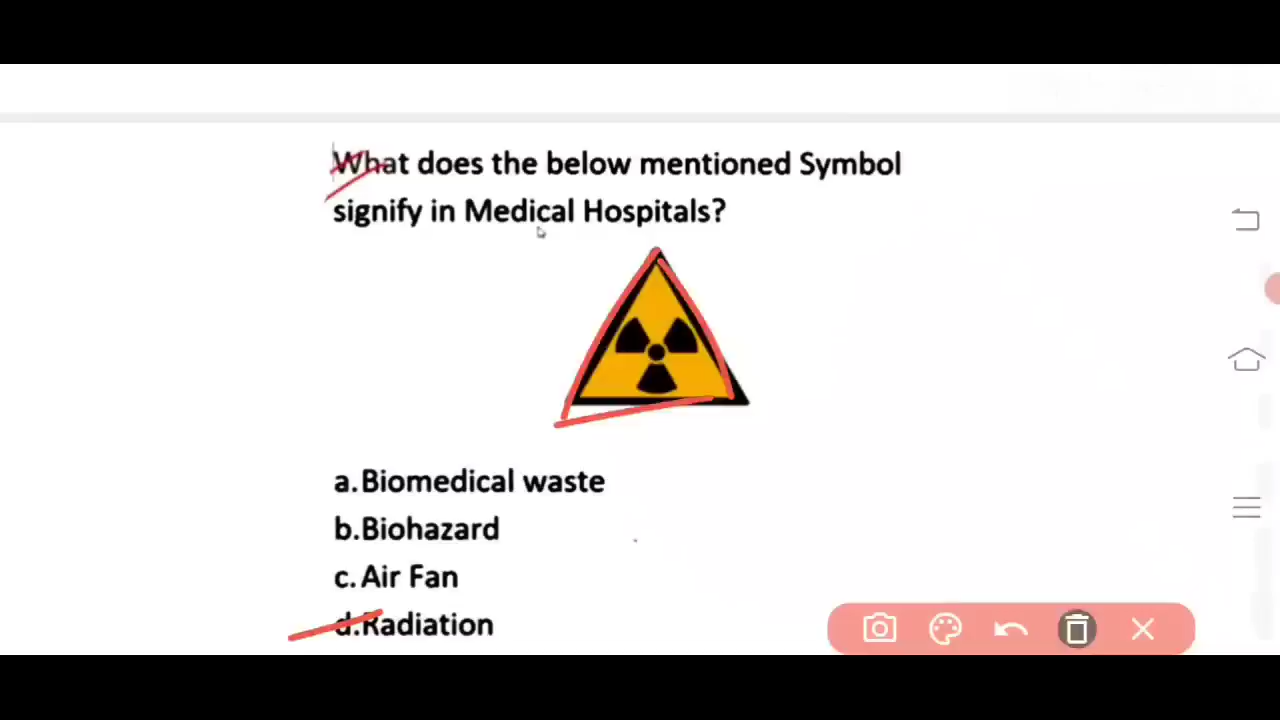 What does the below mentioned Symbol
signify in Medical Hospitals?
a.Biomedical waste
b.Biohazard
c. Air Fan
d.Radiation